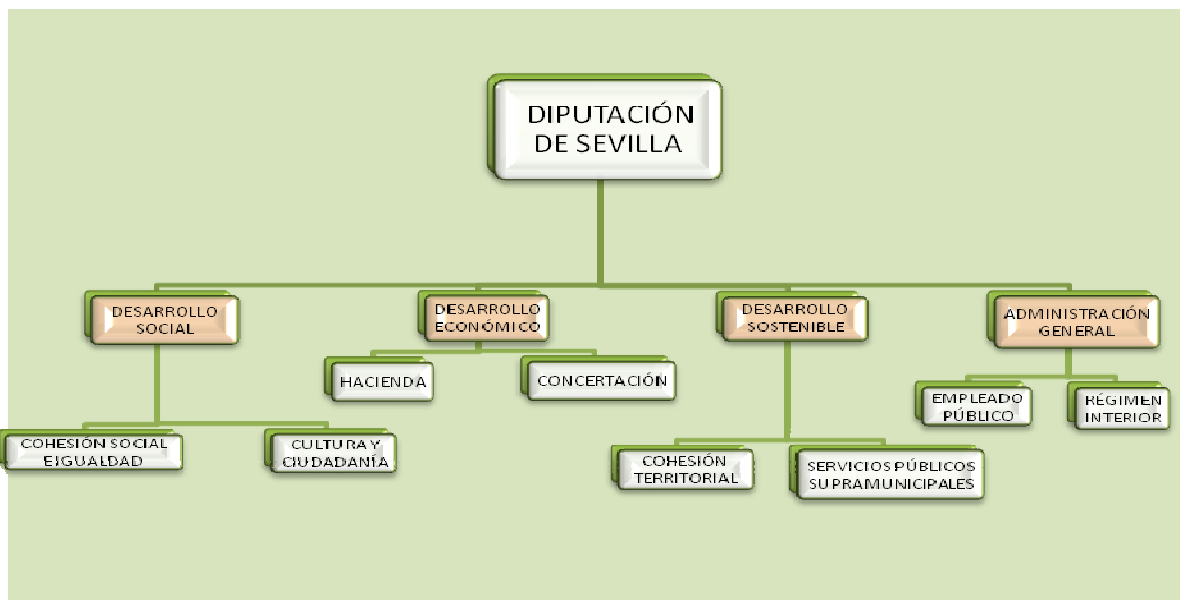 DIPUTACIÓN
DE SEVILLA
DESARROLLO
SOCIAL
DESARROLLO
ECONÓMICO
DESARROLLO
SOSTENIBLE
ADMINISTRACIÓN
GENERAL
HACIENDA
CONCERTACIÓN
EMPLEADO
PÚBLICO
RÉGIMEN
INTERIOR
COHESIÓN SOCIAL
E IGUALDAD
CULTURA Y
CIUDADANÍA
COHESIÓN
TERRITORIAL
SERVICIOS PÚBLICOS
SUPRAMUNICIPALES